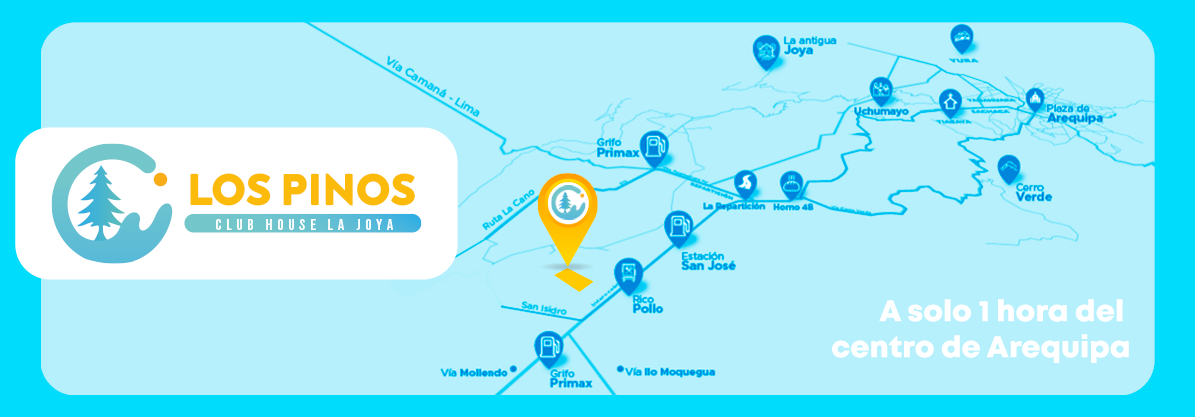 LOS PINOS
CLUB HOUSE LA JOYA
Vía Camaná - Lima
La antigua
Joya
YURA
Uchumayo
TIABAYA
Plaza de
Arequipa
Grifo
Primax
Cerro
Verde
La Repartición
Horno 48
Ruta La Cano
Estación
San José
Rico
Pollo
San Isidro
Grifo
Primax
Vía Mollendo
Vía Ilo Moquegua
A solo 1 hora del
centro de Arequipa